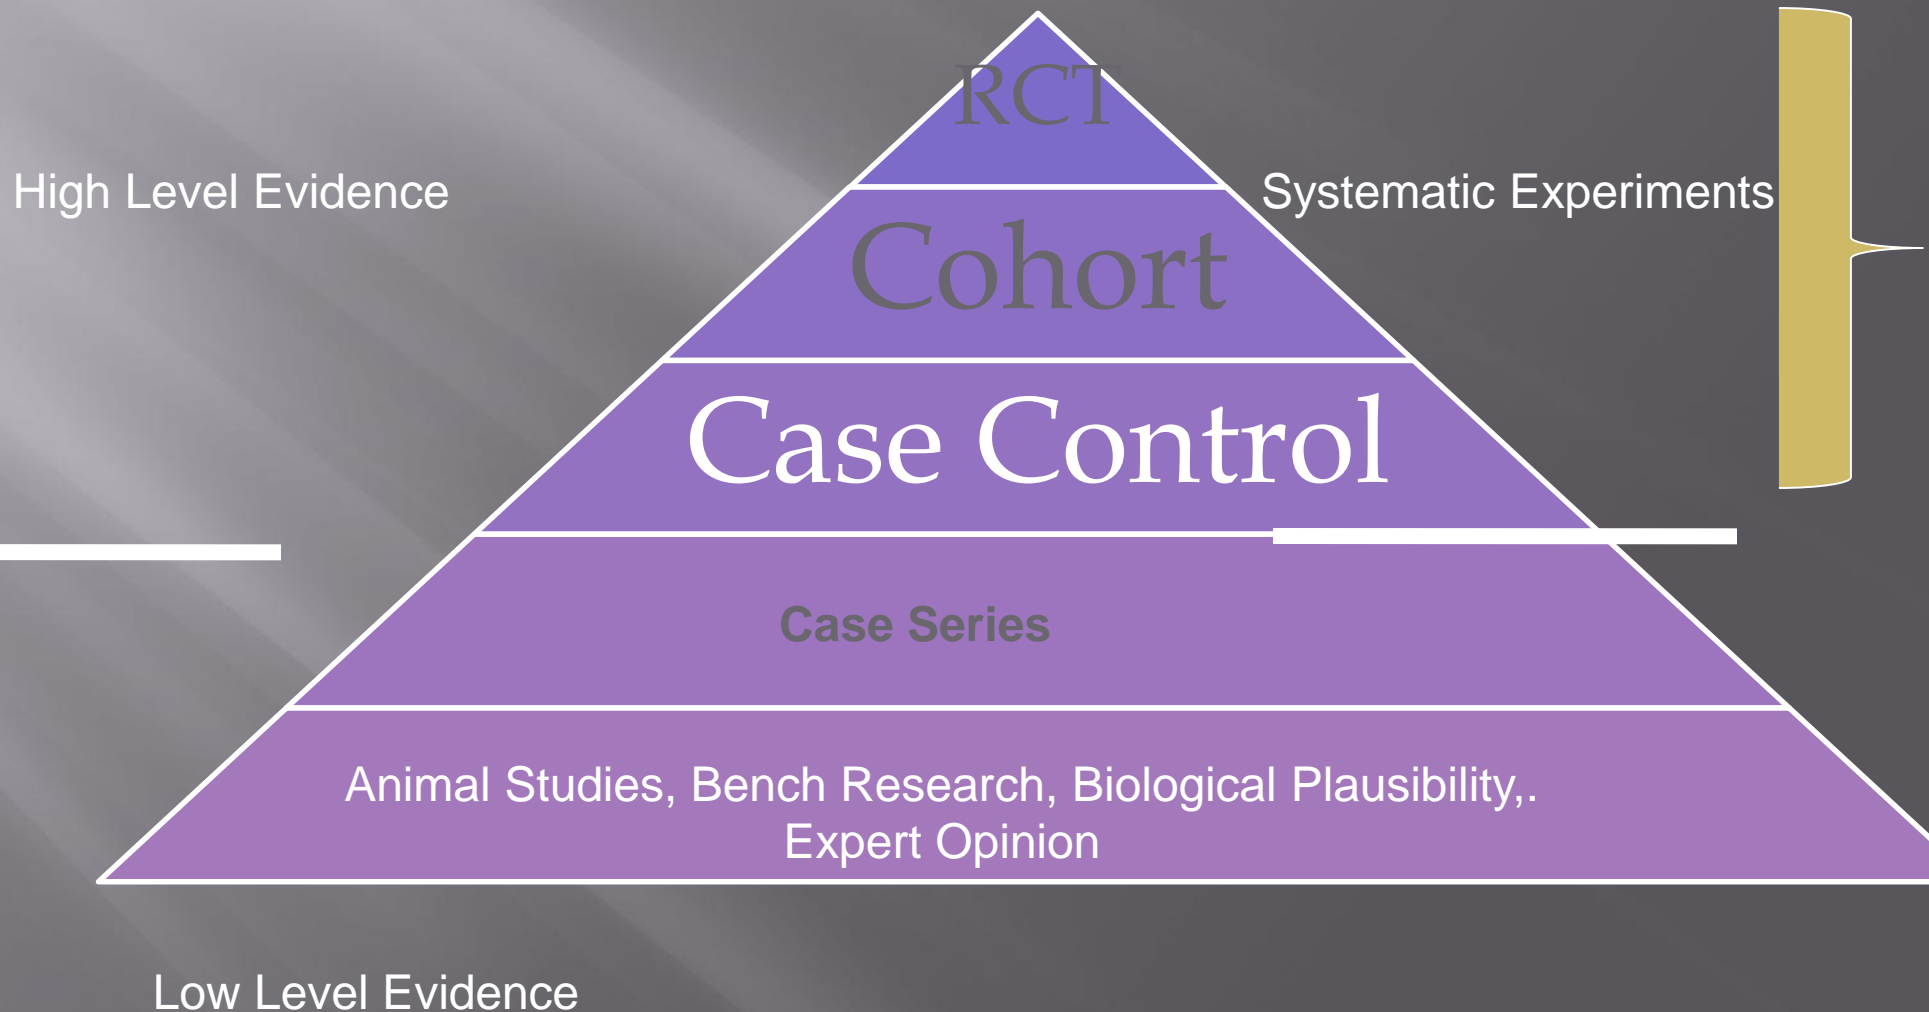 RCT
High Level Evidence
Systematic Experiments
Cohort
Case Control
Case Series
Animal Studies, Bench Research, Biological Plausibility,.
Expert Opinion
Low Level Evidence